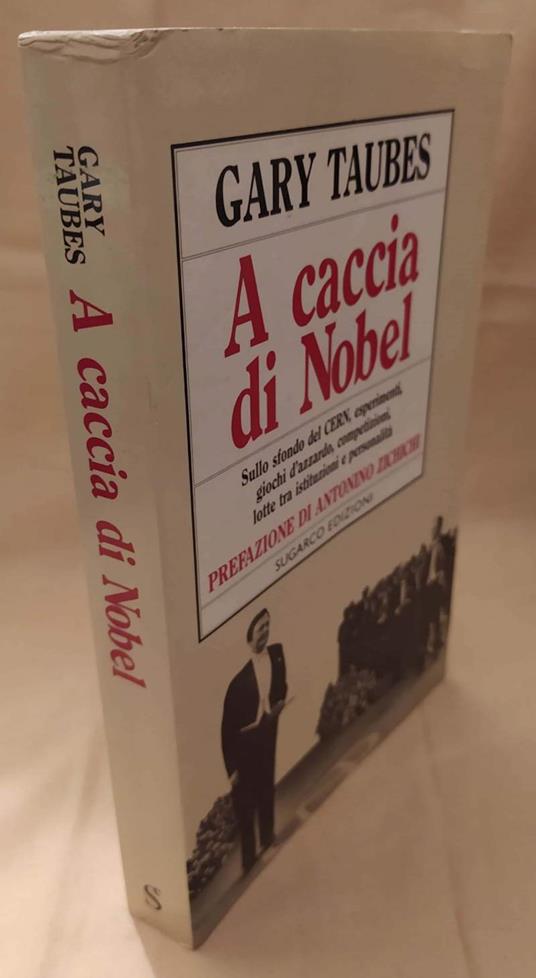 GARY
TAUBES
A caccia di Nobel
S
GARY TAUBES
A caccia
di Nobel
Sullo sfondo del CERN, esperimenti,
giochi d'azzardo, competizioni,
lotte tra istituzioni e personalità
PREFAZIONE DI ANTONINO ZICHICHI
SUGARCO EDIZIONI